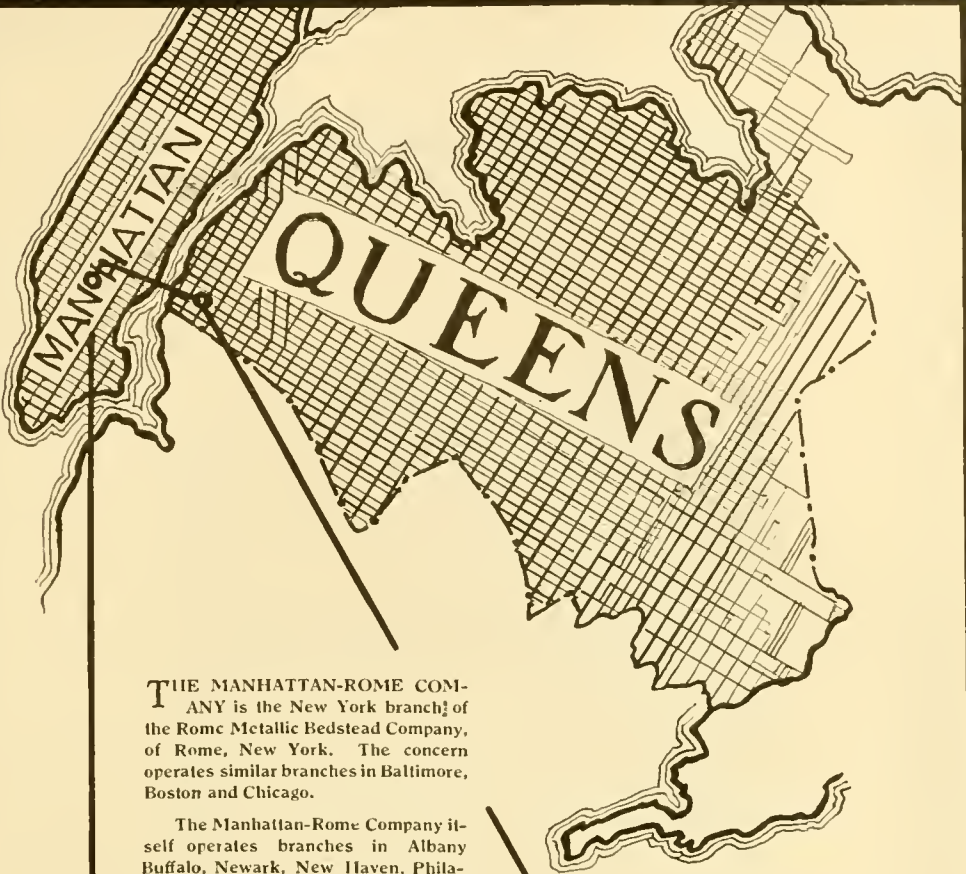 MANHATTAN
QUEENS
THE MANHATTAN-ROME COM-
ANY is the New York branch of
the Rome Metallic Bedstead Company,
of Rome, New York. The concern
operates similar branches in Baltimore,
Boston and Chicago.
The Manhattan-Rome Company it-
self operates branches in Albany
Buffalo, Newark, New Haven, Phila-